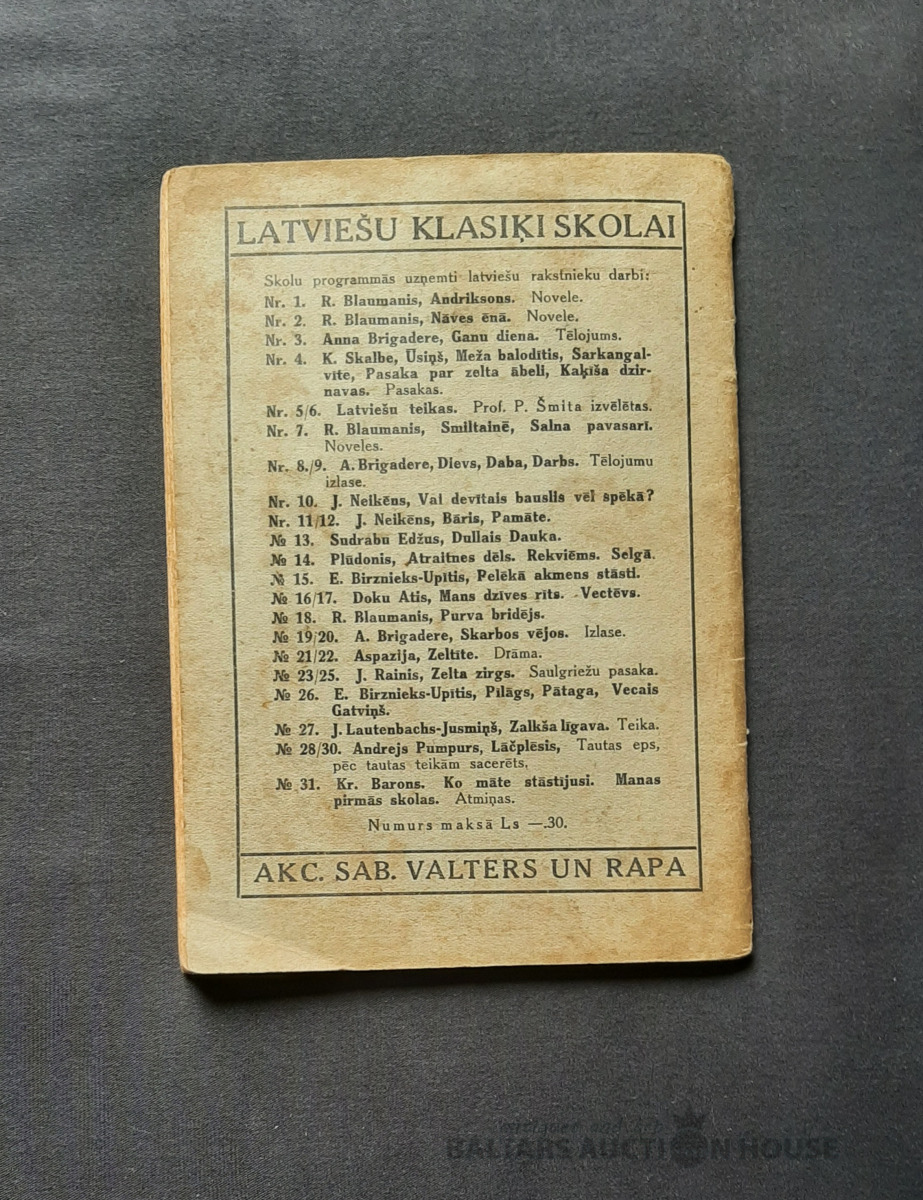 LATVIEŠU KLASIĶI SKOLAI
Skolu programmās uzņemti latviešu rakstnieku darbi:
Nr. 1. R. Blaumanis, Andriksons. Novele.
Nr. 2. R. Blaumanis, Nāves ēnā. Novele.
Nr. 3. Anna Brigadere, Ganu diena. Tēlojums.
Nr. 4. K. Skalbe, Ūsiņš, Meža balodītis, Sarkangal-
vīte, Pasaka par zelta ābeli, Kaķīša dzir-
navas. Pasakas.
Nr. 5/6. Latviešu teikas. Prof. P. Šmita izvēlētas.
Nr. 7. R. Blaumanis, Smiltainē, Salna pavasarī.
Noveles.
Nr. 8./9. A. Brigadere, Dievs, Daba, Darbs. Tēlojumu
izlase.
Nr. 10. J. Neikēns, Vai devītais bauslis vēl spēkā?
Nr. 11/12. J. Neikēns, Bāris, Pamāte.
№ 13. Sudrabu Edžus, Dullais Dauka.
№ 14. Plūdonis, Atraitnes dēls. Rekviēms. Selgā.
№ 15. E. Birznieks-Upītis, Pelēkā akmens stāsti.
№ 16/17. Doku Atis, Mans dzīves rīts. Vectēvs.
№ 18. R. Blaumanis, Purva bridējs.
№ 19/20. A. Brigadere, Skarbos vējos. Izlase.
№ 21/22. Aspazija, Zeltīte. Drāma.
№ 23/25. J. Rainis, Zelta zirgs. Saulgriežu pasaka.
№ 26. E. Birznieks-Upītis, Pīlāgs, Pātaga, Vecais
Gatviņš.
№ 27. J. Lautenbachs-Jusmiņš, Zalkša līgava. Teika.
№ 28/30. Andrejs Pumpurs, Lāčplēsis, Tautas eps,
pēc tautas teikām sacerēts.
№ 31. Kr. Barons. Ko māte stāstījusi. Manas
pirmās skolas. Atmiņas.
Numurs maksā Ls —.30.
AKC. SAB. VALTERS UN RAPA
BALTARS AUCTION HOUSE